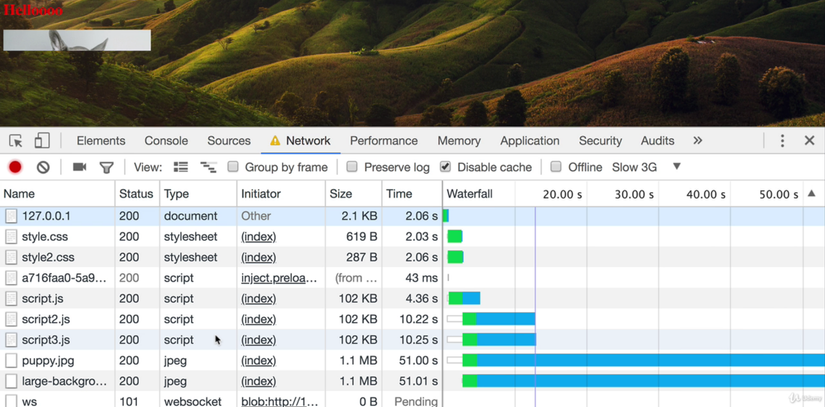 Helloooo
Elements Console Sources Network Performance Memory Application Security Audits »
View: Group by frame Preserve log Disable cache Offline Slow 3G ▼
Name Status Type Initiator Size Time Waterfall 20.00 s 30.00 s 40.00 s 50.00 s ▲
127.0.0.1 200 document Other 2.1 KB 2.06 s
style.css 200 stylesheet (index) 619 B 2.03 s
style2.css 200 stylesheet (index) 287 B 2.06 s
a716faa0-5a9... 200 script inject.preloa... (from ... 43 ms
script.js 200 script (index) 102 KB 4.36 s
script2.js 200 script (index) 102 KB 10.22 s
script3.js 200 script (index) 102 KB 10.25 s
puppy.jpg 200 jpeg (index) 1.1 MB 51.00 s
large-backgro... 200 jpeg (index) 1.1 MB 51.01 s
ws 101 websocket blob:http://1... 0 B Pending
Udemy